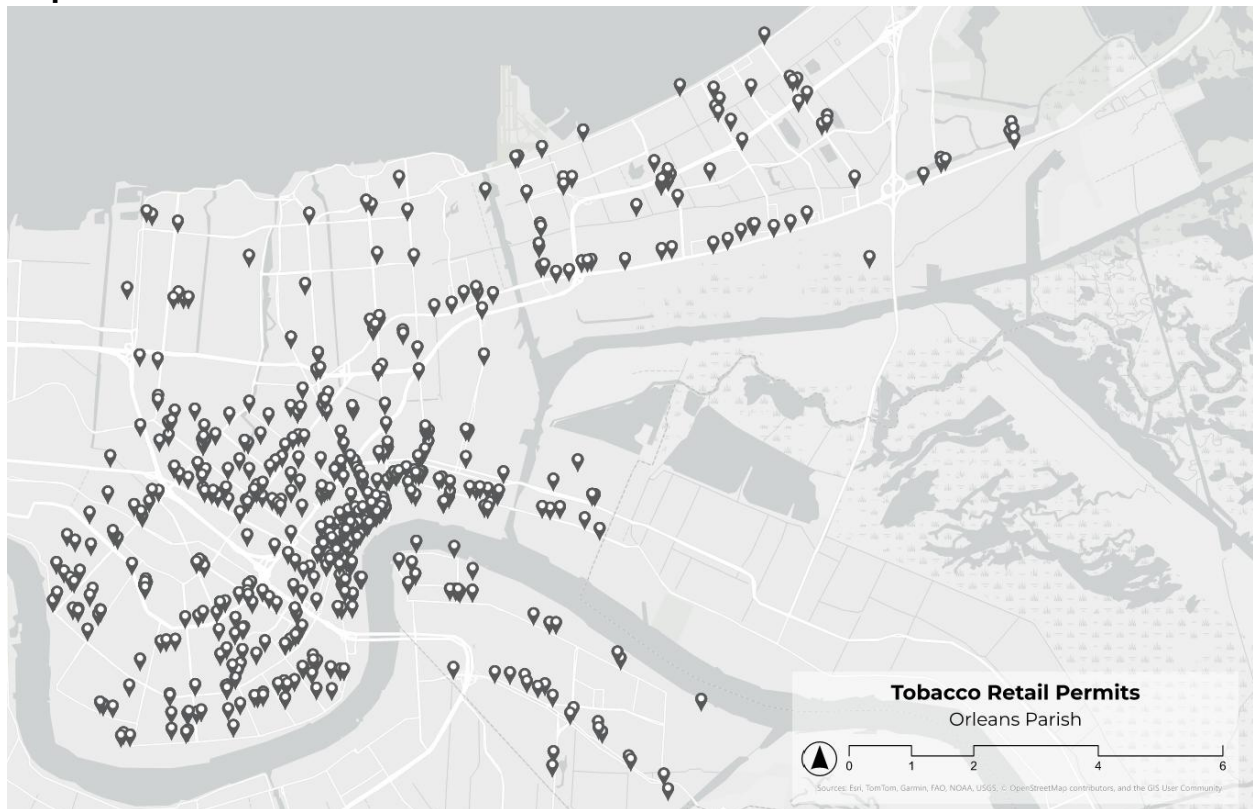 Tobacco Retail Permits
Orleans Parish
0 1 2 4 6
Sources: Esri, TomTom, Garmin, FAO, NOAA, USGS, © OpenStreetMap contributors, and the GIS User Community